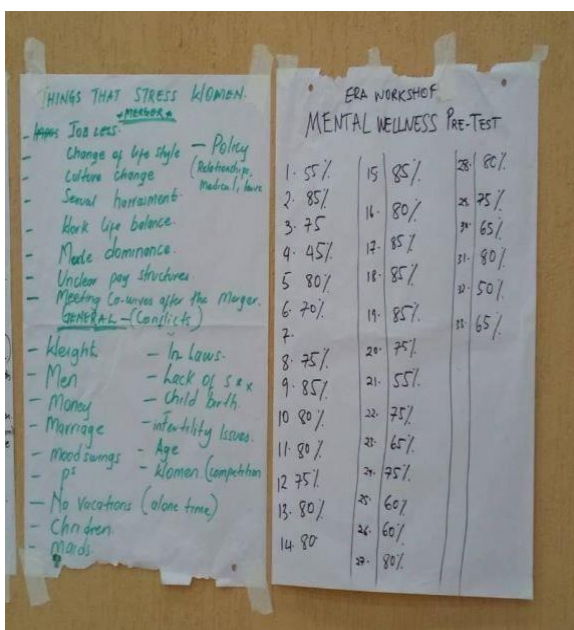 THINGS THAT STRESS WOMEN.
MERGER
- Job Less.
- Change of life style
- Policy
(Relationships,
Medical, leave
- Culture change
- Sexual harrasment.
- Work life balance.
- Male dominance.
- Unclear pay structures.
- Meeting Co-wives after the Merger.
GENERAL - (Conflicts)
- Weight
- Men
- Money
- Marriage
- Mood swings
- Ps
- No vacations (alone time)
- Children.
- Maids.
- In Laws.
- Lack of sex
- Child birth.
- infertility Issues.
- Age
- Women (competition
ERA WORKSHOP
MENTAL WELLNESS PRE-TEST
1. 55%
2. 85%
3. 75
4. 45%
5 80%
6. 70%
7.
8. 75%
9. 85%
10 80%
11. 80%
12 75%
13. 80%
14. 80
15 85%
16. 80%
17. 85%
18. 85%
19. 85%
20. 75%
21. 55%
22. 75%
23. 65%
24. 75%
25. 60%
26. 60%
27. 80%
28. 80%
29. 75%
30. 65%
31. 80%
32. 50%
33. 65%